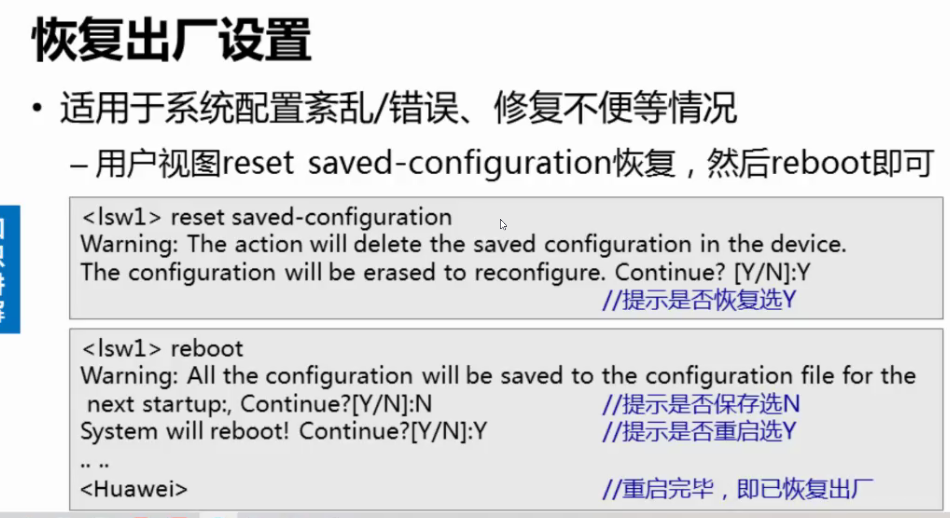 恢复出厂设置
• 适用于系统配置紊乱/错误、修复不便等情况
– 用户视图reset saved-configuration恢复，然后reboot即可
<lsw1> reset saved-configuration
Warning: The action will delete the saved configuration in the device.
The configuration will be erased to reconfigure. Continue? [Y/N]:Y
//提示是否恢复选Y
<lsw1> reboot
Warning: All the configuration will be saved to the configuration file for the
next startup:, Continue?[Y/N]:N //提示是否保存选N
System will reboot! Continue?[Y/N]:Y //提示是否重启选Y
.. ..
<Huawei> //重启完毕，即已恢复出厂